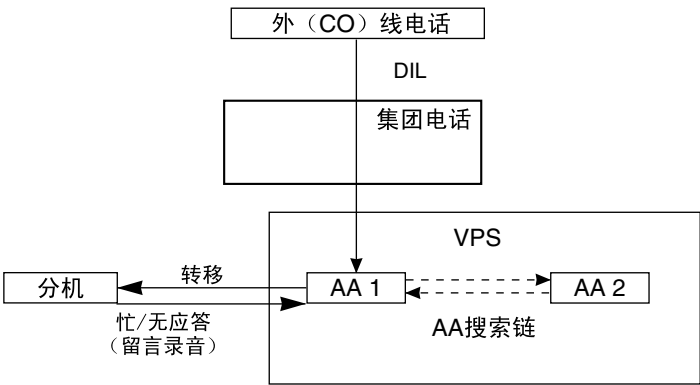 外（CO）线电话
DIL
集团电话
VPS
分机
转移
AA 1
AA 2
忙/无应答
（留言录音）
AA搜索链